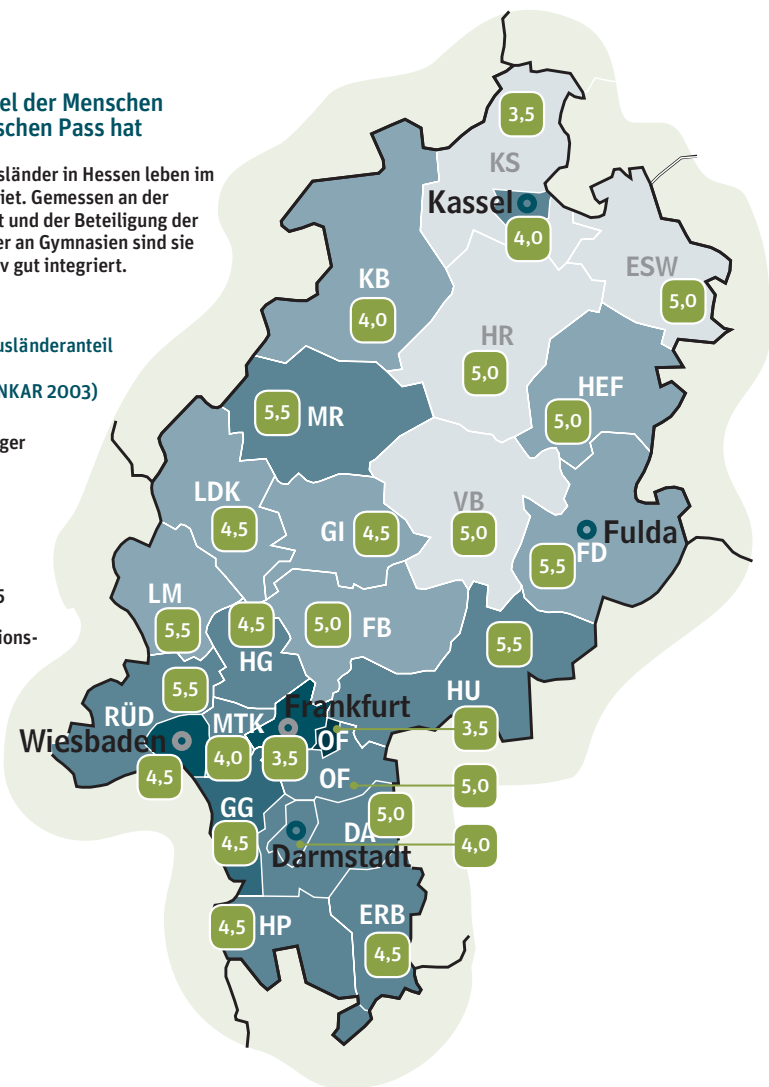 el der Menschen
schen Pass hat
usländer in Hessen leben im
iet. Gemessen an der
t und der Beteiligung der
er an Gymnasien sind sie
v gut integriert.
usländeranteil
NKAR 2003)
ger
5
ions-
3,5
KS
Kassel
4,0
ESW
5,0
KB
4,0
HR
5,0
HEF
5,0
5,5 MR
LDK
4,5
GI 4,5
VB
5,0
Fulda
FD
5,5
LM
5,5
4,5
HG
5,0 FB
5,5
HU
5,5
RÜD
Wiesbaden
4,5
MTK
4,0
Frankfurt
3,5
OF
3,5
OF
5,0
GG
4,5
DA
5,0
Darmstadt
4,0
4,5 HP
ERB
4,5